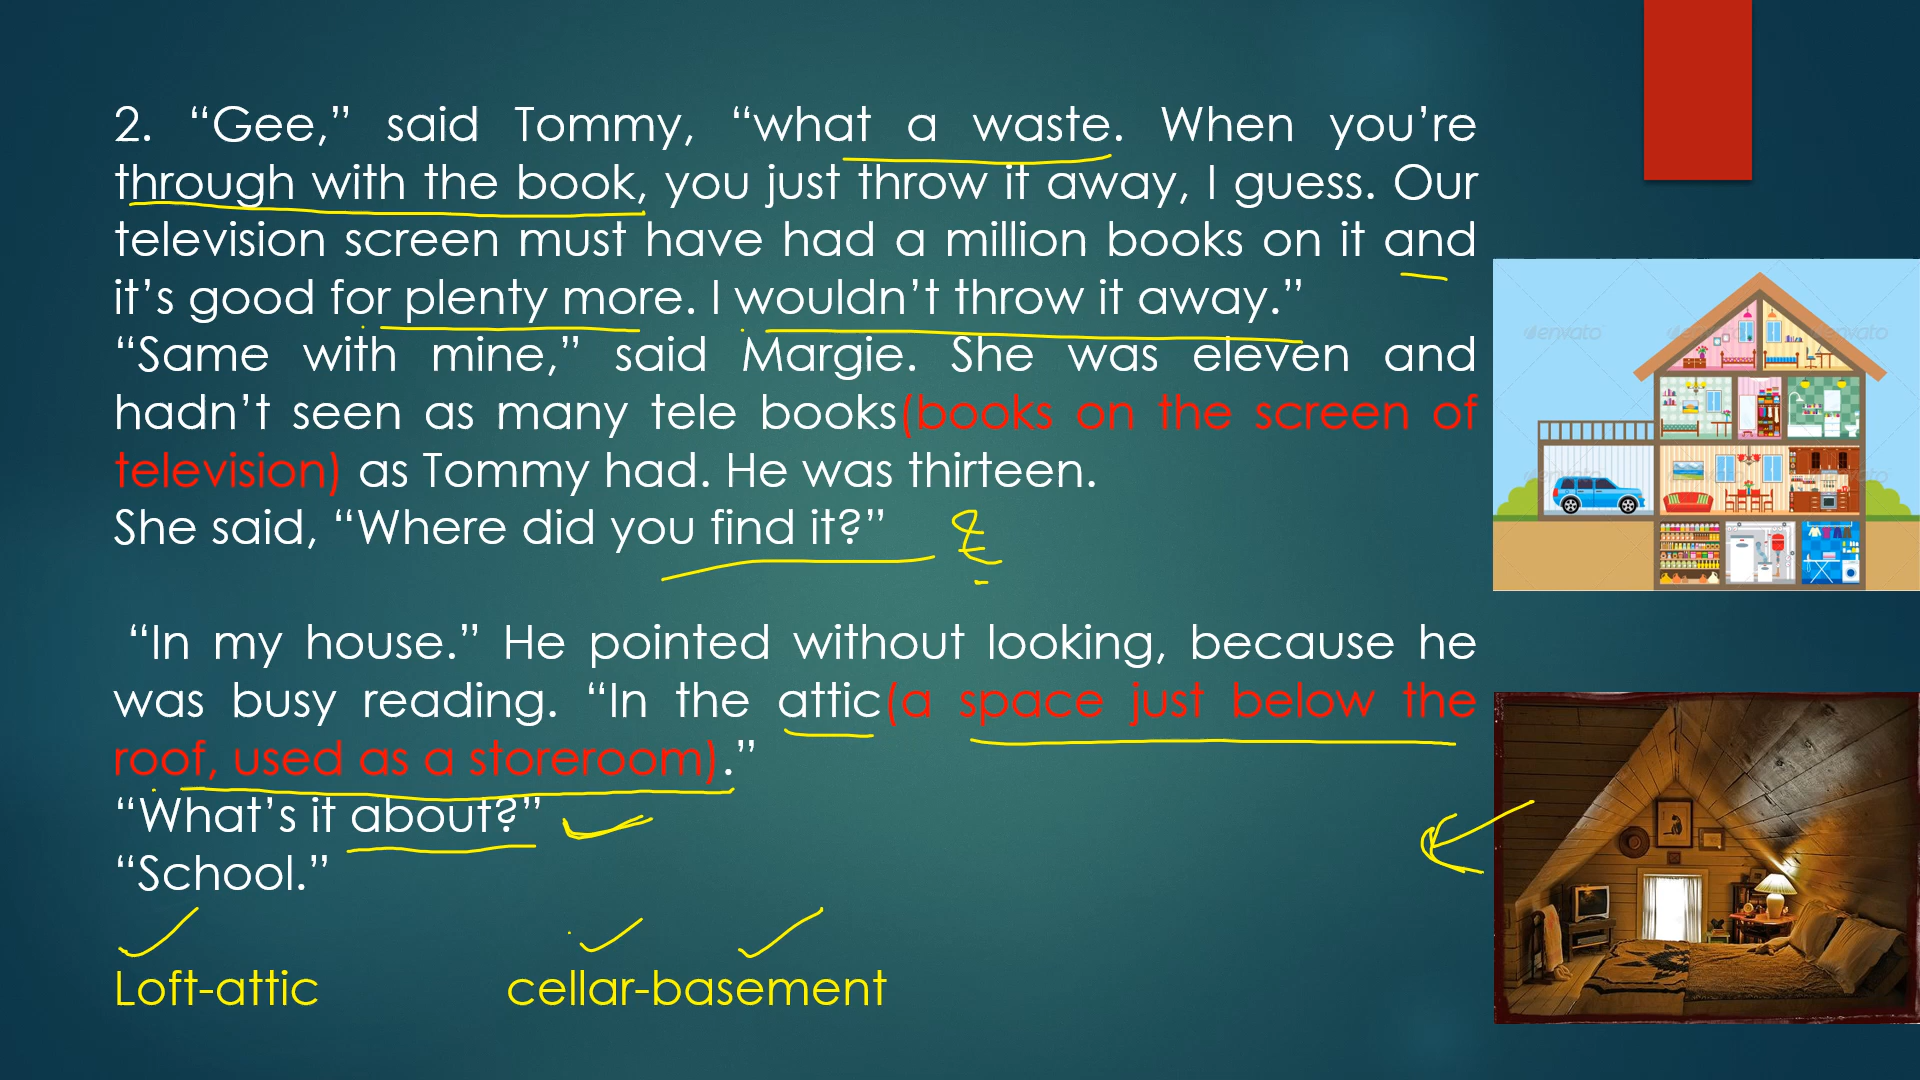 2. “Gee,” said Tommy, “what a waste. When you’re
through with the book, you just throw it away, I guess. Our
television screen must have had a million books on it and
it’s good for plenty more. I wouldn’t throw it away.”
“Same with mine,” said Margie. She was eleven and
hadn’t seen as many tele books(books on the screen of
television) as Tommy had. He was thirteen.
She said, “Where did you find it?”
“In my house.” He pointed without looking, because he
was busy reading. “In the attic(a space just below the
roof, used as a storeroom).”
“What’s it about?”
“School.”
Loft-attic cellar-basement
envato